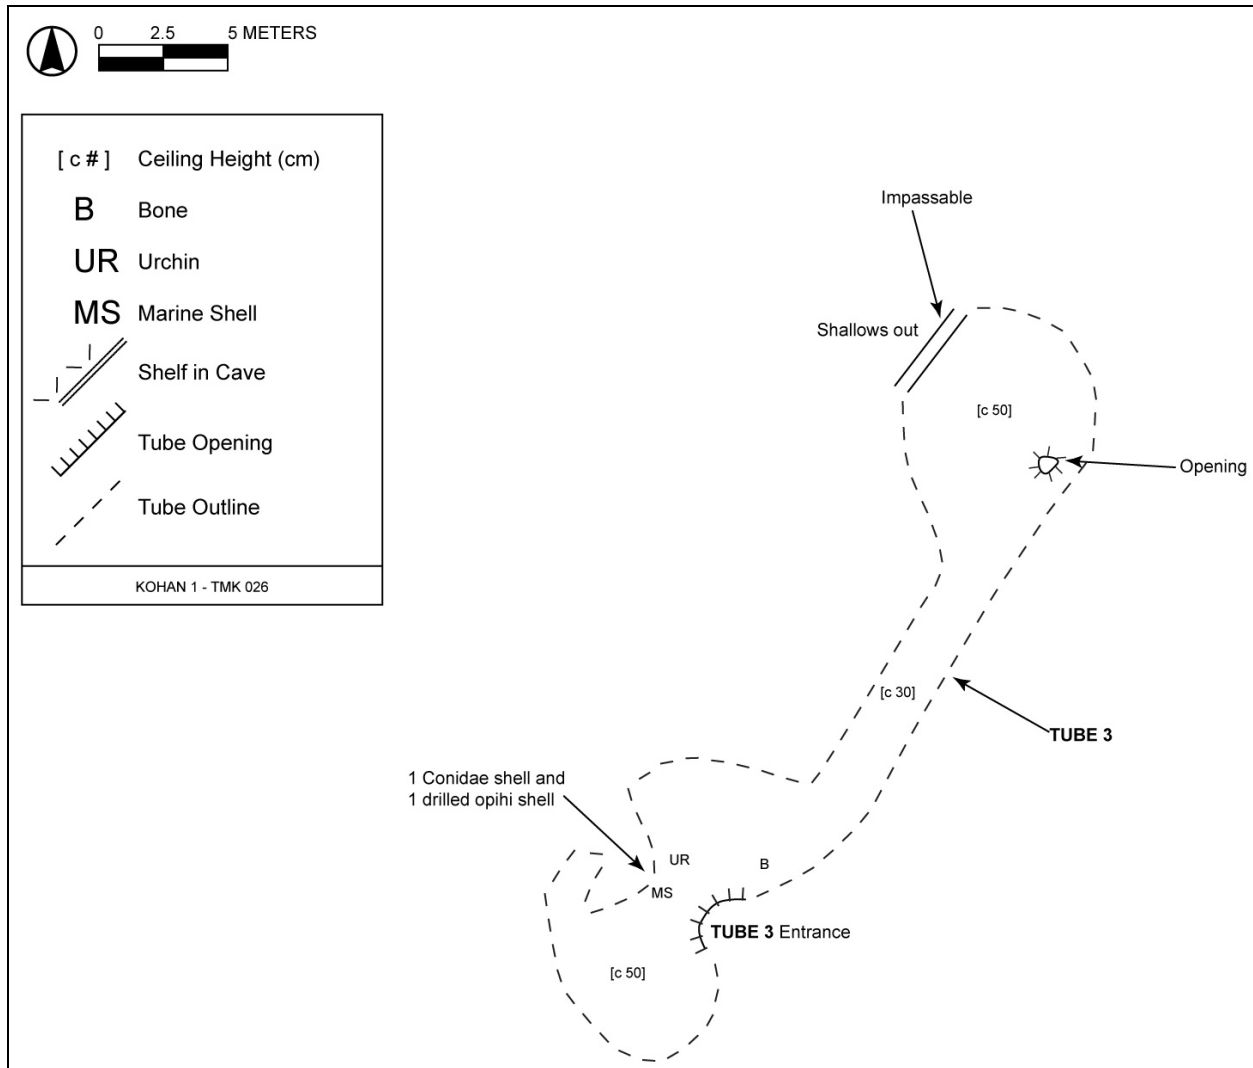 0 2.5 5 METERS
[ c # ] Ceiling Height (cm)
B Bone
UR Urchin
MS Marine Shell
Shelf in Cave
Tube Opening
Tube Outline
KOHAN 1 - TMK 026
Impassable
Shallows out
[c 50]
Opening
[c 30]
TUBE 3
1 Conidae shell and
1 drilled opihi shell
UR
B
MS
TUBE 3 Entrance
[c 50]